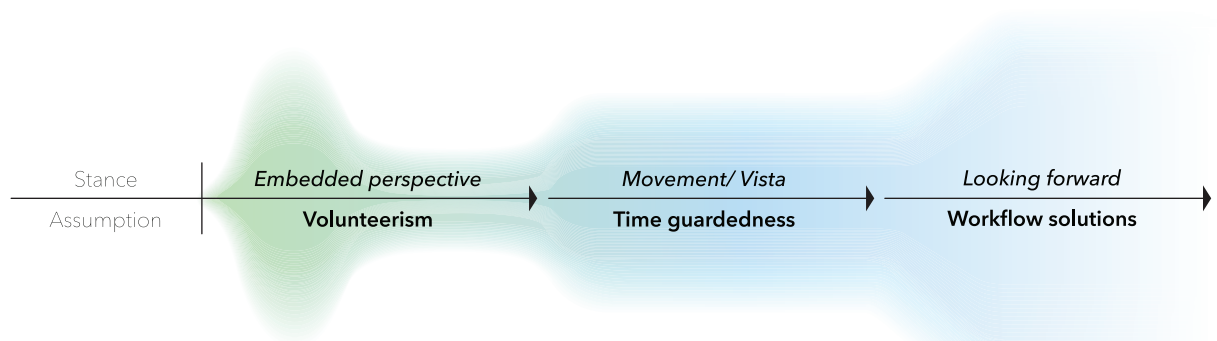 Stance
Embedded perspective
Movement/ Vista
Looking forward
Assumption
Volunteerism
Time guardedness
Workflow solutions